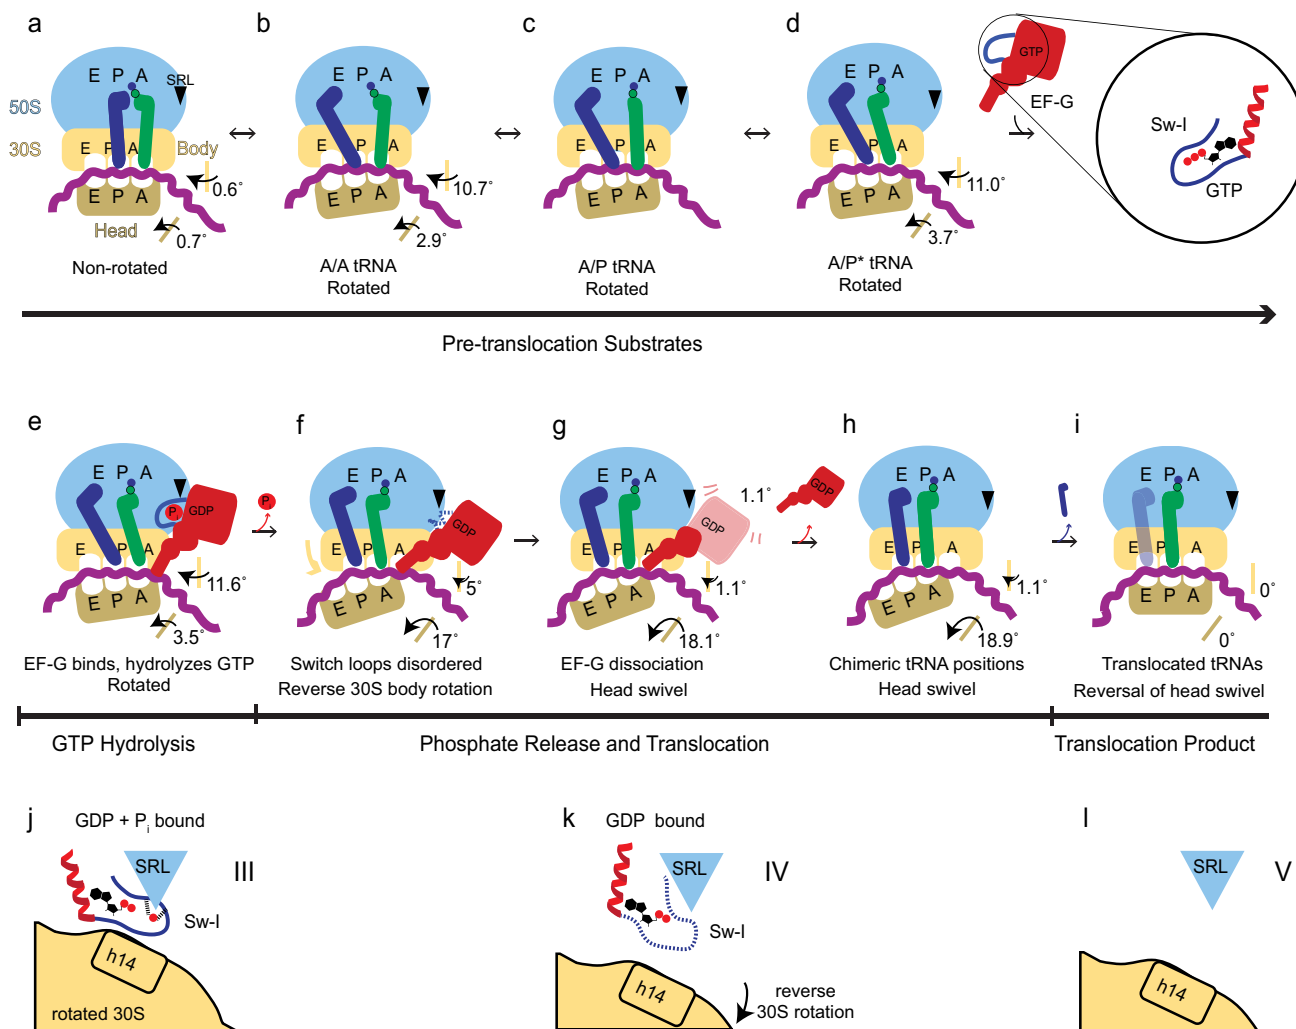 a
b
c
d
E P A
SRL
E P A
E P A
E P A
GTP
EF-G
50S
30S
E P A
Body
E P A
E P A
E P A
Sw-I
GTP
E P A
0.6°
E P A
10.7°
E P A
E P A
11.0°
Head
0.7°
2.9°
3.7°
Non-rotated
A/A tRNA
Rotated
A/P tRNA
Rotated
A/P* tRNA
Rotated
Pre-translocation Substrates
e
f
g
h
i
E P A
E P A
E P A
E P A
E P A
Pi
GDP
Pi
GDP
GDP
1.1°
GDP
E P A
E P A
E P A
E P A
E P A
E P A
11.6°
E P A
5°
E P A
1.1°
E P A
1.1°
E P A
0°
3.5°
17°
18.1°
18.9°
0°
EF-G binds, hydrolyzes GTP
Rotated
Switch loops disordered
Reverse 30S body rotation
EF-G dissociation
Head swivel
Chimeric tRNA positions
Head swivel
Translocated tRNAs
Reversal of head swivel
GTP Hydrolysis
Phosphate Release and Translocation
Translocation Product
j
GDP + Pi bound
SRL
III
Sw-I
h14
rotated 30S
k
GDP bound
SRL
IV
Sw-I
h14
reverse
30S rotation
l
SRL
V
h14